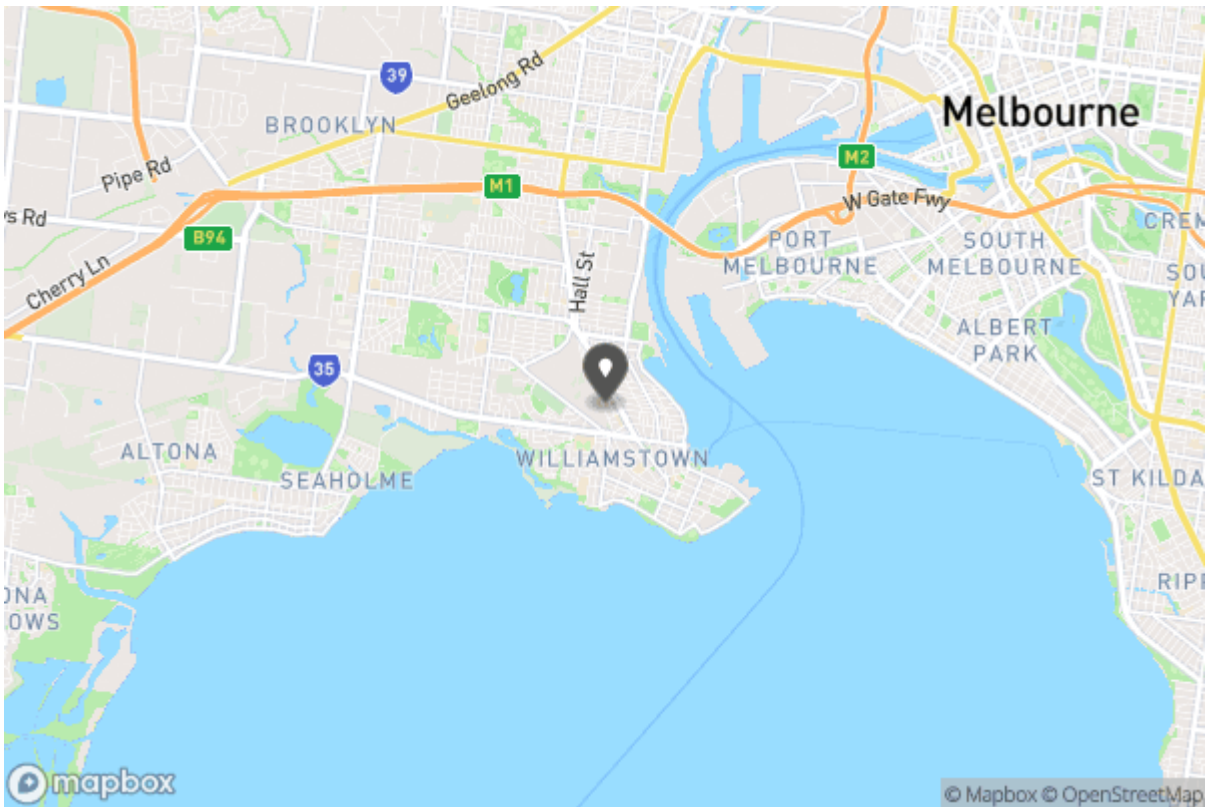 39
Geelong Rd
BROOKLYN
Melbourne
M2
Pipe Rd
M1
W Gate Fwy
ys Rd
B94
PORT
MELBOURNE
SOUTH
MELBOURNE
CREM
Cherry Ln
Hall St
SOU
YAR
ALBERT
PARK
35
ALTONA
SEAHOLME
WILLIAMSTOWN
ST KILDA
ONA
OWS
RIPP
mapbox
© Mapbox © OpenStreetMap